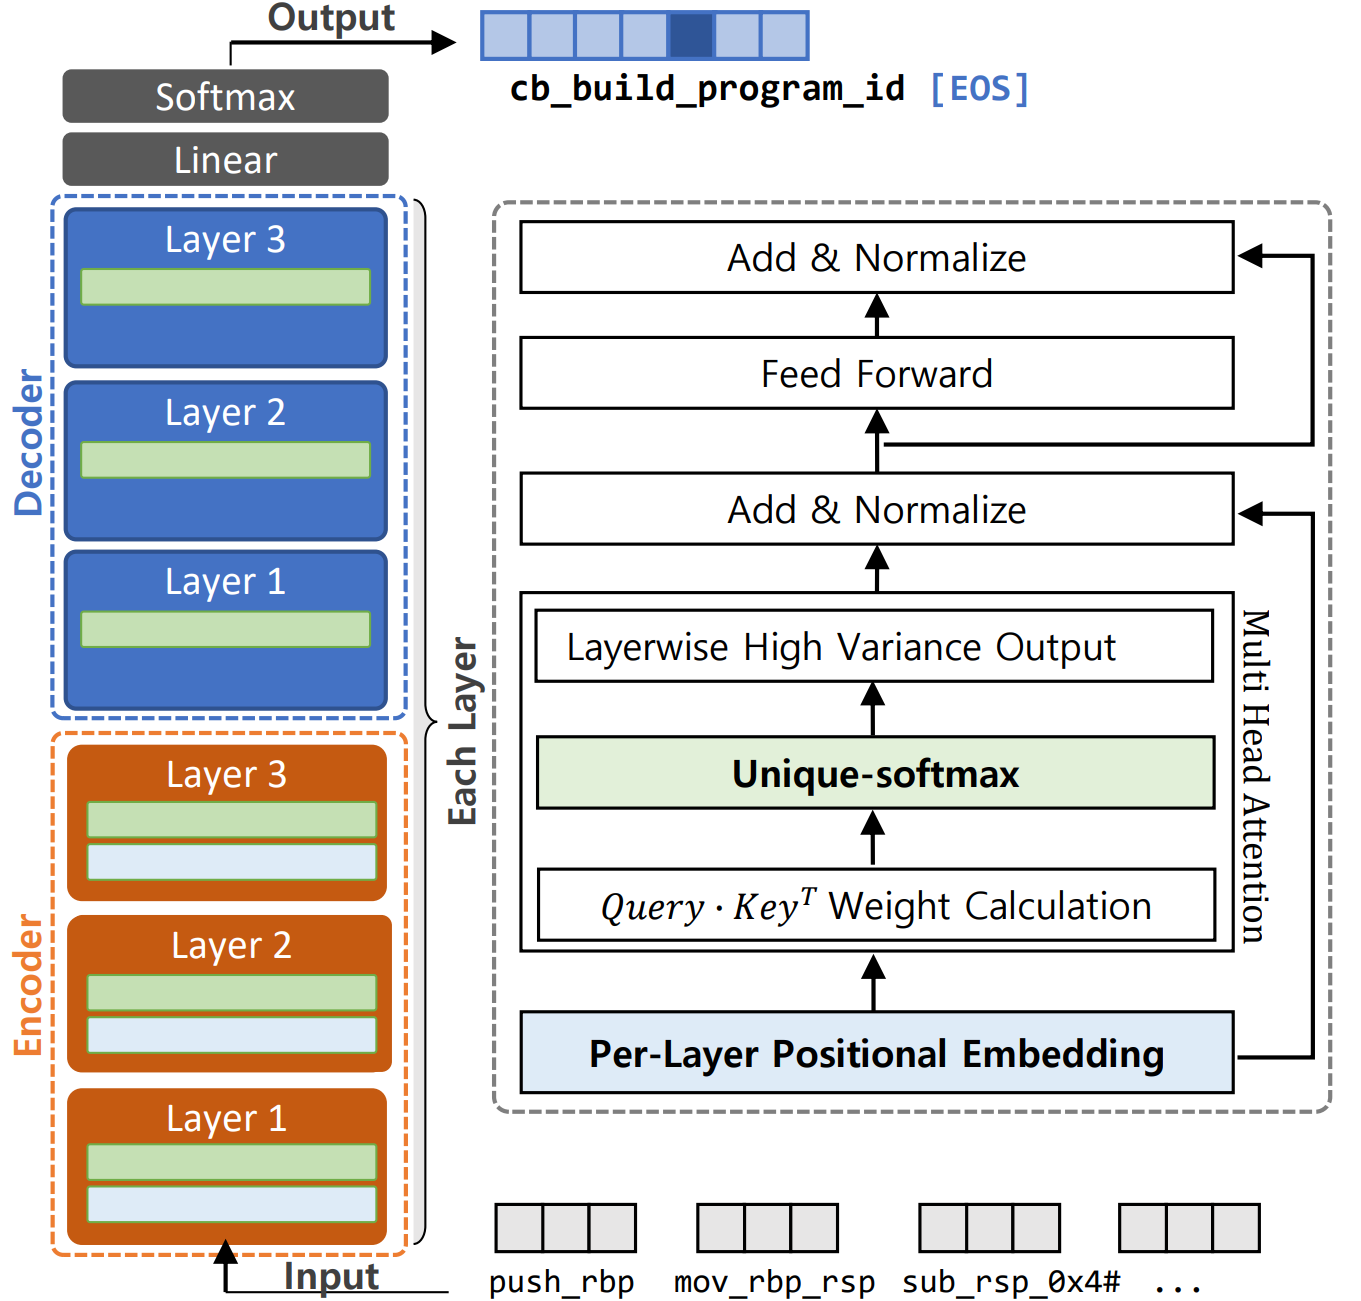 Output
cb_build_program_id [EOS]
Softmax
Linear
Decoder
Layer 3
Layer 2
Layer 1
Encoder
Layer 3
Layer 2
Layer 1
Input
Each Layer
Add & Normalize
Feed Forward
Add & Normalize
Multi Head Attention
Layerwise High Variance Output
Unique-softmax
Query · Key^T Weight Calculation
Per-Layer Positional Embedding
push_rbp mov_rbp_rsp sub_rsp_0x4# ...